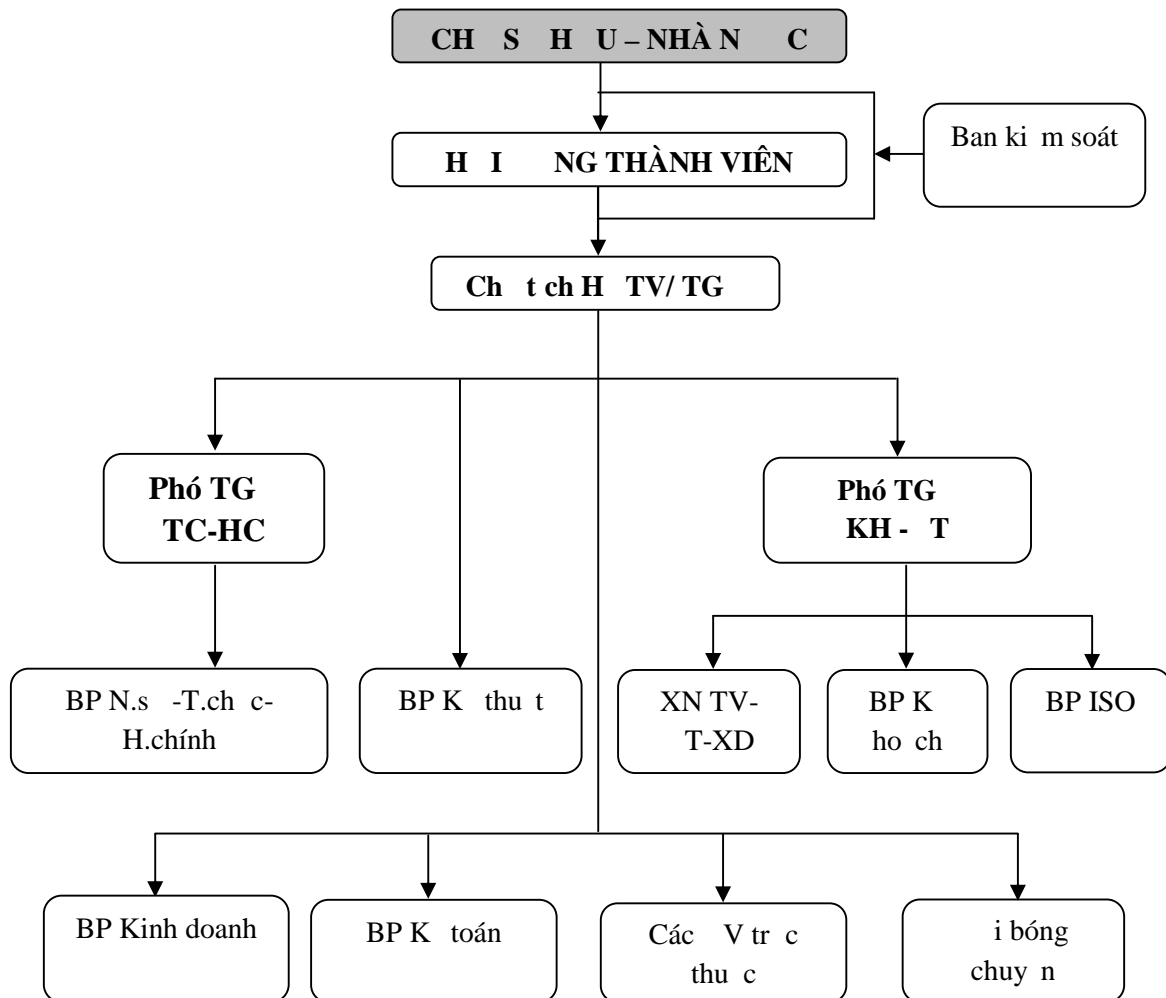 CH S H U – NHÀ N C
Ban ki m soát
H I NG THÀNH VIÊN
Ch t ch H TV/ TG
Phó TG
TC-HC
Phó TG
KH - T
BP N.s -T.ch c-
H.chính
BP K thu t
XN TV-
T-XD
BP K
ho ch
BP ISO
BP Kinh doanh
BP K toán
Các V tr c
thu c
i bóng
chuy n